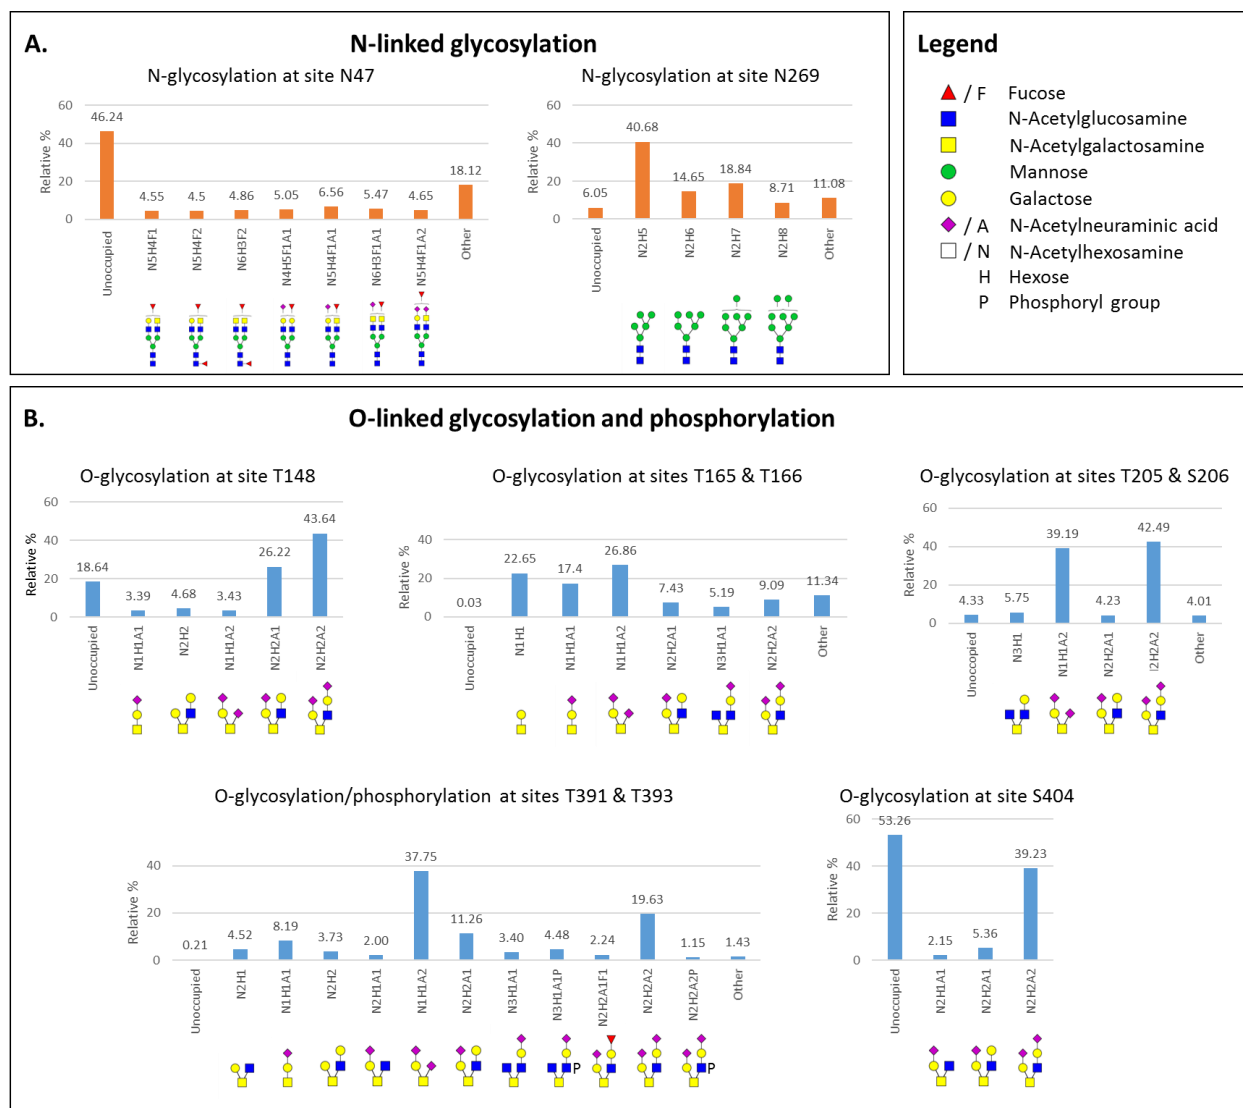 A.
N-linked glycosylation
N-glycosylation at site N47
Relative %
60
40
20
0
46.24
4.55
4.5
4.86
5.05
6.56
5.47
4.65
18.12
Unoccupied
N5H4F1
N5H4F2
N6H3F2
N4H5F1A1
N5H4F1A1
N6H3F1A1
N5H4F1A2
Other
N-glycosylation at site N269
Relative %
60
40
20
0
6.05
40.68
14.65
18.84
8.71
11.08
Unoccupied
N2H5
N2H6
N2H7
N2H8
Other
Legend
/ F Fucose
N-Acetylglucosamine
N-Acetylgalactosamine
Mannose
Galactose
/ A N-Acetylneuraminic acid
/ N N-Acetylhexosamine
H Hexose
P Phosphoryl group
B.
O-linked glycosylation and phosphorylation
O-glycosylation at site T148
Relative %
60
40
20
0
18.64
3.39
4.68
3.43
26.22
43.64
Unoccupied
N1H1A1
N2H2
N1H1A2
N2H2A1
N2H2A2
O-glycosylation at sites T165 & T166
Relative %
40
20
0
0.03
22.65
17.4
26.86
7.43
5.19
9.09
11.34
Unoccupied
N1H1
N1H1A1
N1H1A2
N2H2A1
N3H1A1
N2H2A2
Other
O-glycosylation at sites T205 & S206
Relative %
60
40
20
0
4.33
5.75
39.19
4.23
42.49
4.01
Unoccopied
N3H1
N1H1A2
N2H2A1
I2H2A2
Other
O-glycosylation/phosphorylation at sites T391 & T393
Relative %
40
20
0
0.21
4.52
8.19
3.73
2.00
37.75
11.26
3.40
4.48
2.24
19.63
1.15
1.43
Unoccupied
N2H1
N1H1A1
N2H2
N2H1A1
N1H1A2
N2H2A1
N3H1A1
N3H1A1P
N2H2A1F1
N2H2A2
N2H2A2P
Other
P
P
O-glycosylation at site S404
Relative %
60
40
20
0
53.26
2.15
5.36
39.23
Unoccupied
N2H1A1
N2H2A1
N2H2A2